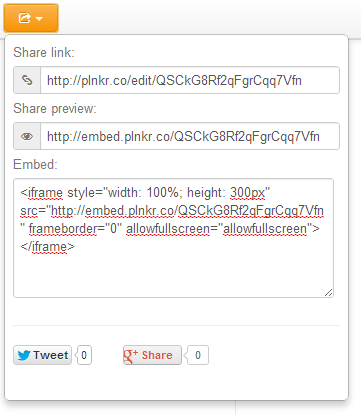 Share link:
http://plnkr.co/edit/QSCkG8Rf2qFgrCqq7Vfn
Share preview:
http://embed.plnkr.co/QSCkG8Rf2qFgrCqq7Vfn
Embed:
<iframe style="width: 100%; height: 300px"
src="http://embed.plnkr.co/QSCkG8Rf2qFgrCqq7Vfn
" frameborder="0" allowfullscreen="allowfullscreen">
</iframe>
Tweet 0 g+ Share 0